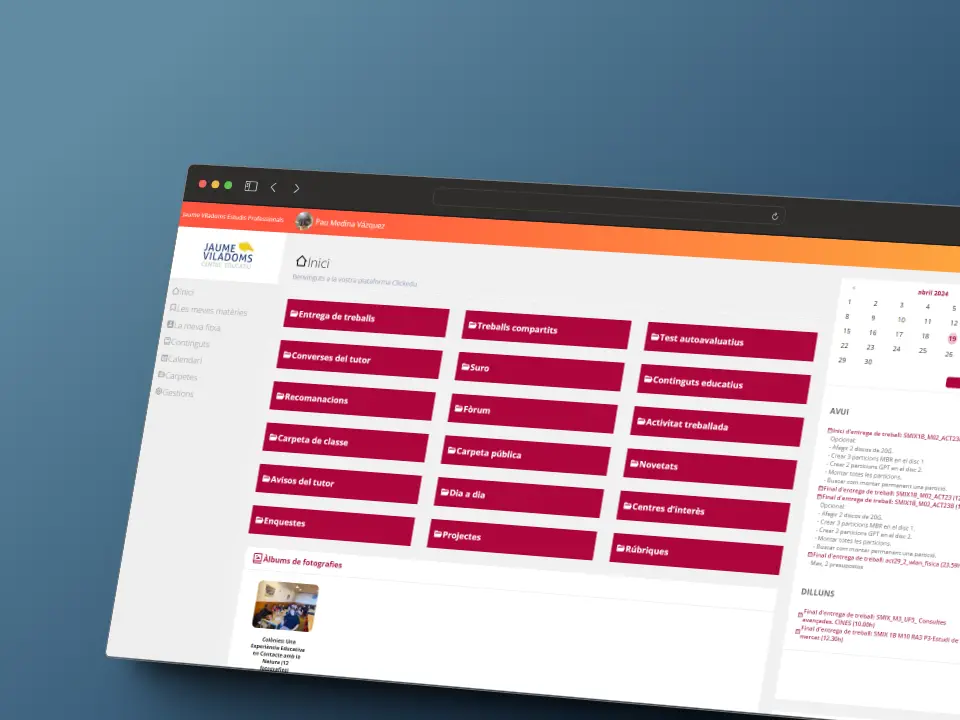 Jaume Viladoms Estudis Professionals
Pau Medina Vázquez
JAUME
VILADOMS
CENTRE EDUCATIU
Inici
Les meves matèries
La meva fitxa
Continguts
Calendari
Carpetes
Gestions
Inici
Benvinguts a la vostra plataforma Clickedu
Entrega de treballs
Treballs compartits
Test autoavaluatius
Converses del tutor
Suro
Continguts educatius
Recomanacions
Fòrum
Activitat treballada
Carpeta de classe
Carpeta pública
Novetats
Avisos del tutor
Dia a dia
Centres d'interès
Enquestes
Projectes
Rúbriques
Àlbums de fotografies
Colònies: Una
Experiència Educativa
en Contacte amb la
Natura (12
fotografies)
abril 2024
1 2 3 4 5
8 9 10 11 12
15 16 17 18 19
22 23 24 25 26
29 30
AVUI
Inici d'entrega de treball: SMIX1B_M02_ACT23
Opcional:
- Afegir 2 discos de 20G.
- Crear 3 particions MBR en el disc 1.
- Crear 2 particions GPT en el disc 2.
- Montar totes les particions.
- Buscar com montar permanent una partició.
Final d'entrega de treball: SMIX1B_M02_ACT23 (1
Final d'entrega de treball: SMIX1B_M02_ACT23B (1
Opcional:
- Afegir 2 discos de 20G.
- Crear 3 particions MBR en el disc 1.
- Crear 2 particions GPT en el disc 2.
- Montar totes les particions.
- Buscar com montar permanent una partició.
Final d'entrega de treball: act29_2_wlan_fisica (23.59h
Mas, 2 pressupostos
DILLUNS
Final d'entrega de treball: SMIX_M3_UF5_ Consultes
avançades. CINES (10.00h)
Final d'entrega de treball: SMIX 1B M10 RA3 P3-Estudi de
mercat (12.30h)